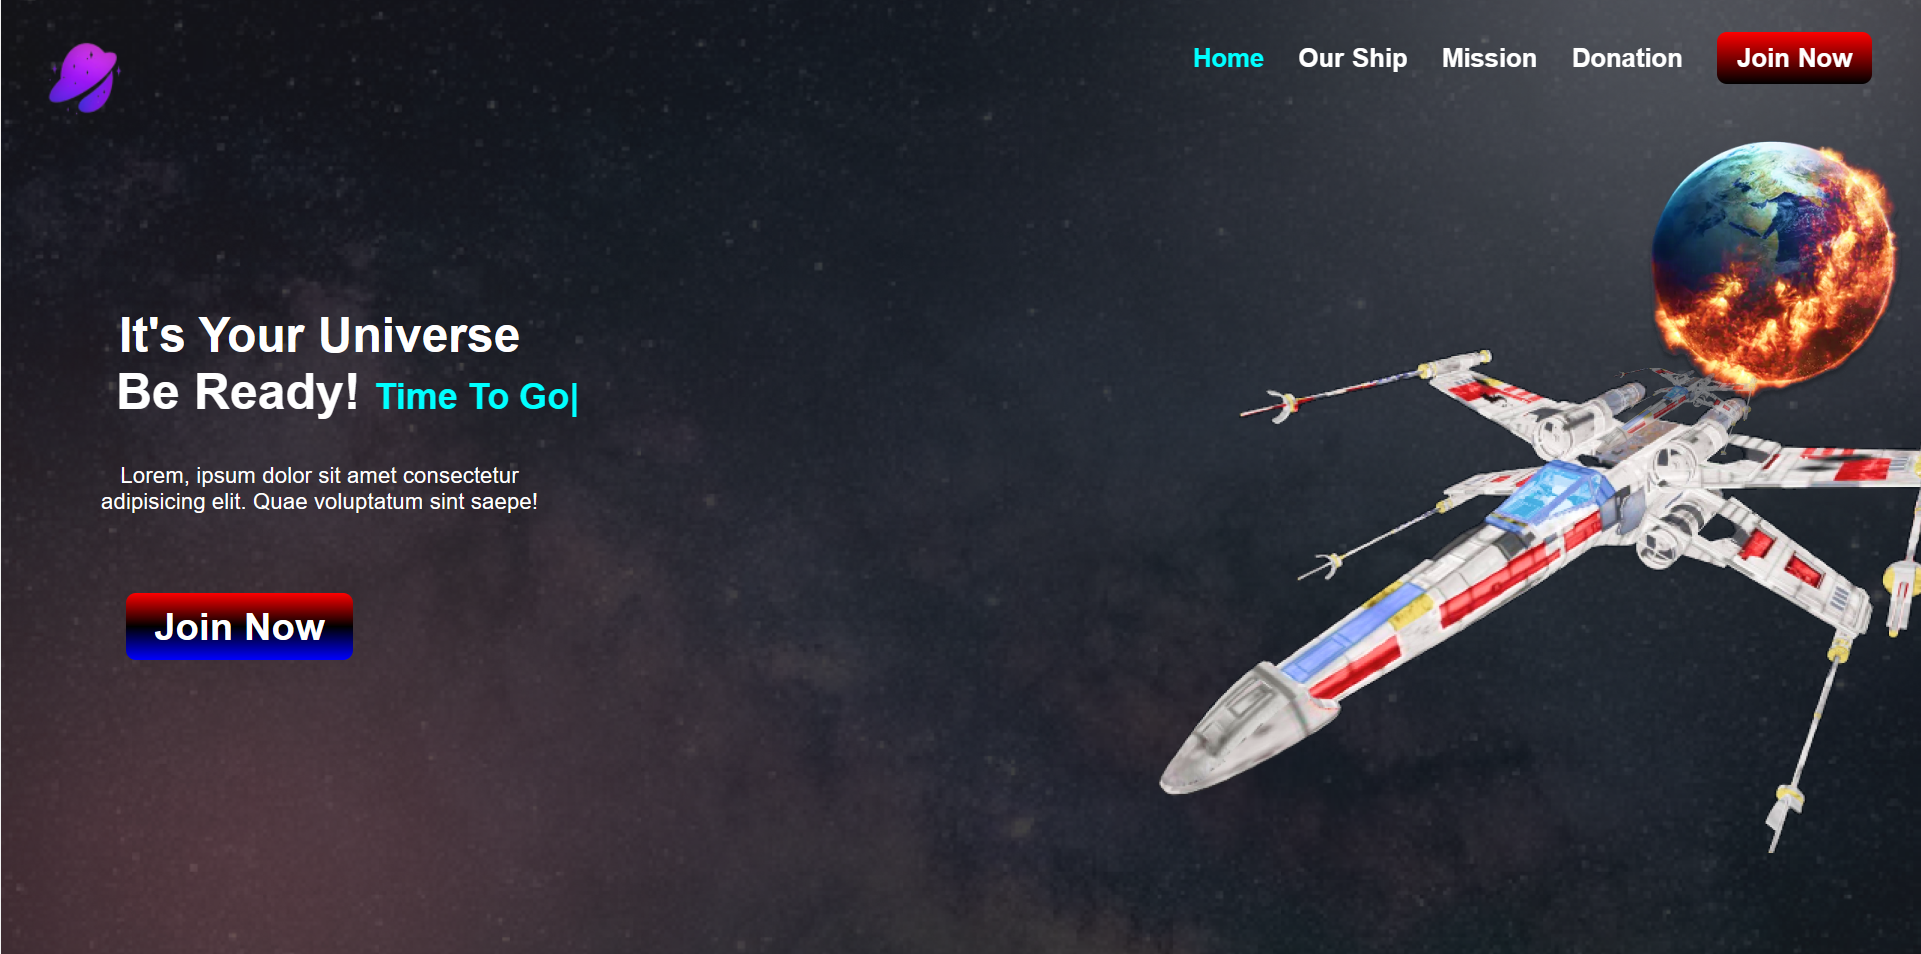 Home Our Ship Mission Donation Join Now
It's Your Universe
Be Ready! Time To Go|
Lorem, ipsum dolor sit amet consectetur
adipisicing elit. Quae voluptatum sint saepe!
Join Now